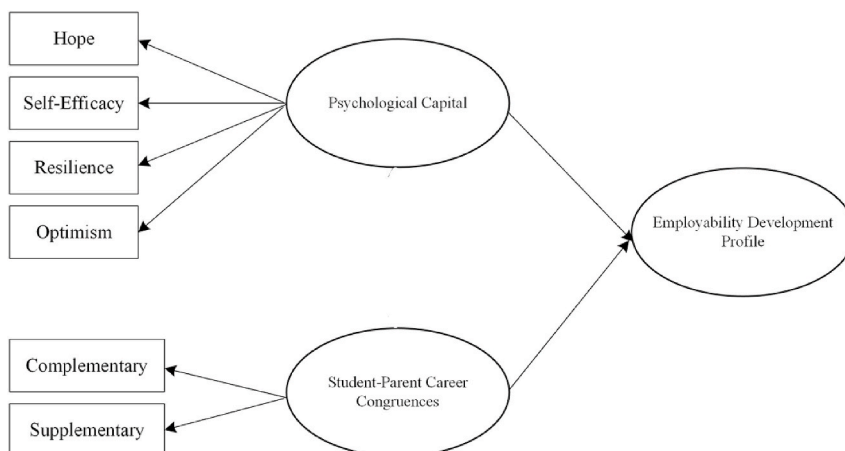 Hope
Self-Efficacy
Resilience
Optimism
Psychological Capital
Employability Development
Profile
Complementary
Supplementary
Student-Parent Career
Congruences